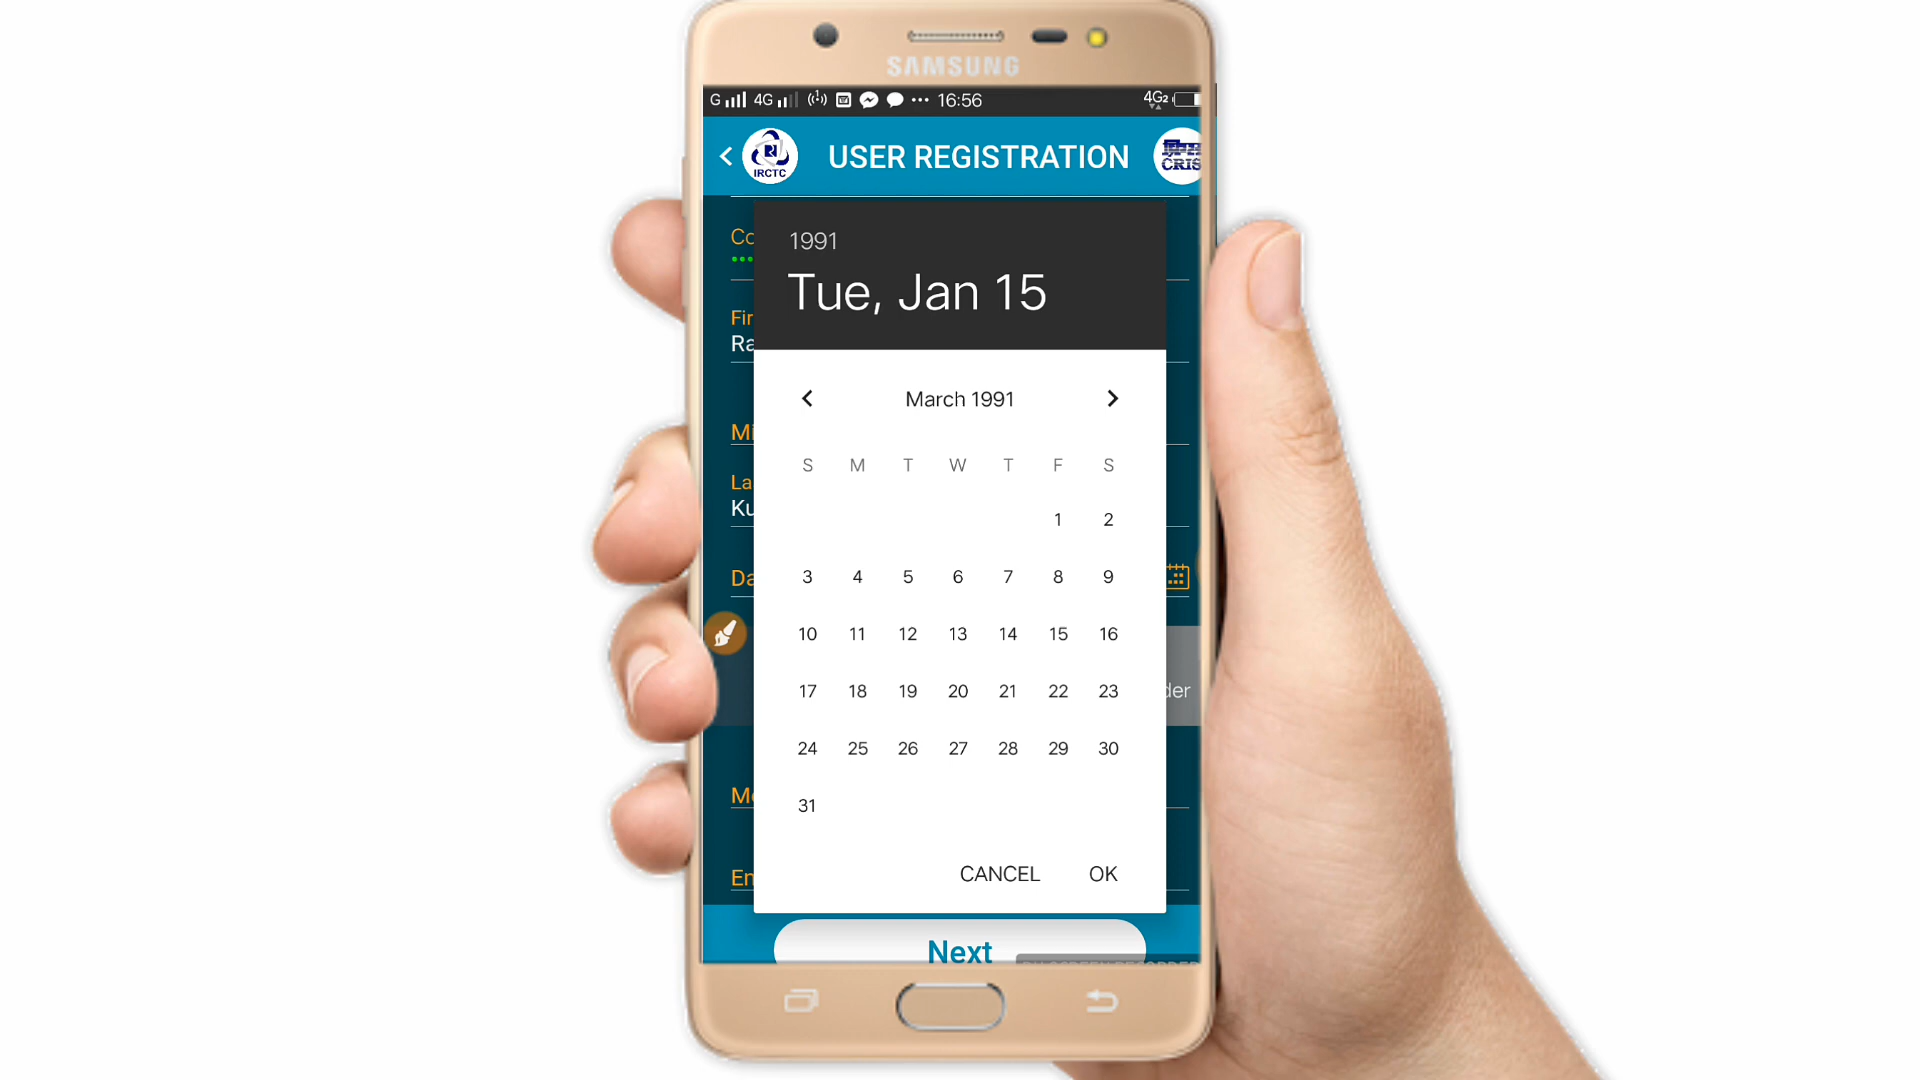 SAMSUNG
G 4G 16:56 4G2
IRCTC
USER REGISTRATION
CRIS
Co
1991
Tue, Jan 15
Fir
Ra
March 1991
Mi
S M T W T F S
La
Ku
1 2
Da
3 4 5 6 7 8 9
10 11 12 13 14 15 16
17 18 19 20 21 22 23
der
24 25 26 27 28 29 30
Mo
31
CANCEL OK
Em
Next